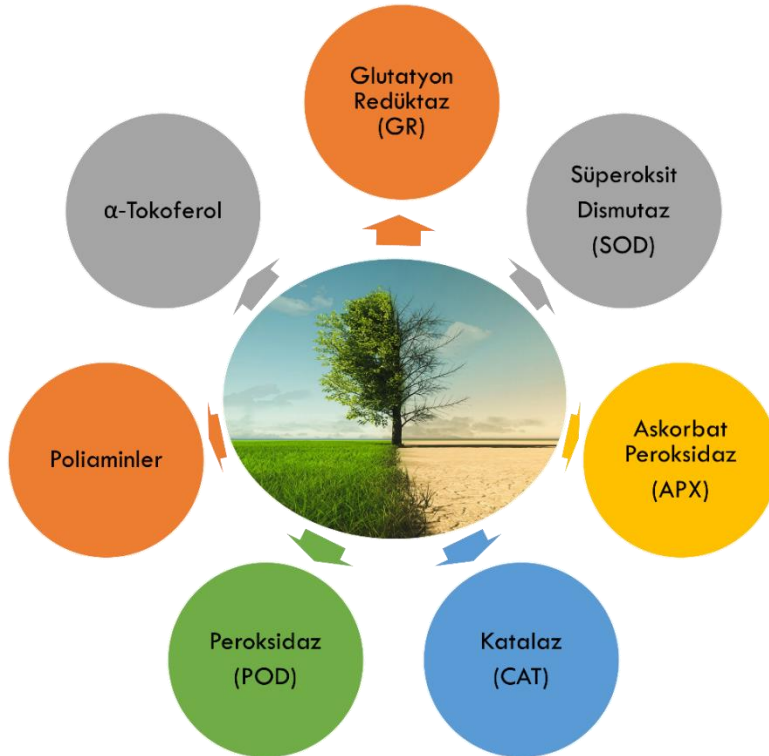 Glutatyon
Redüktaz
(GR)
Süperoksit
Dismutaz
(SOD)
Askorbat
Peroksidaz
(APX)
Katalaz
(CAT)
Peroksidaz
(POD)
Poliaminler
α-Tokoferol